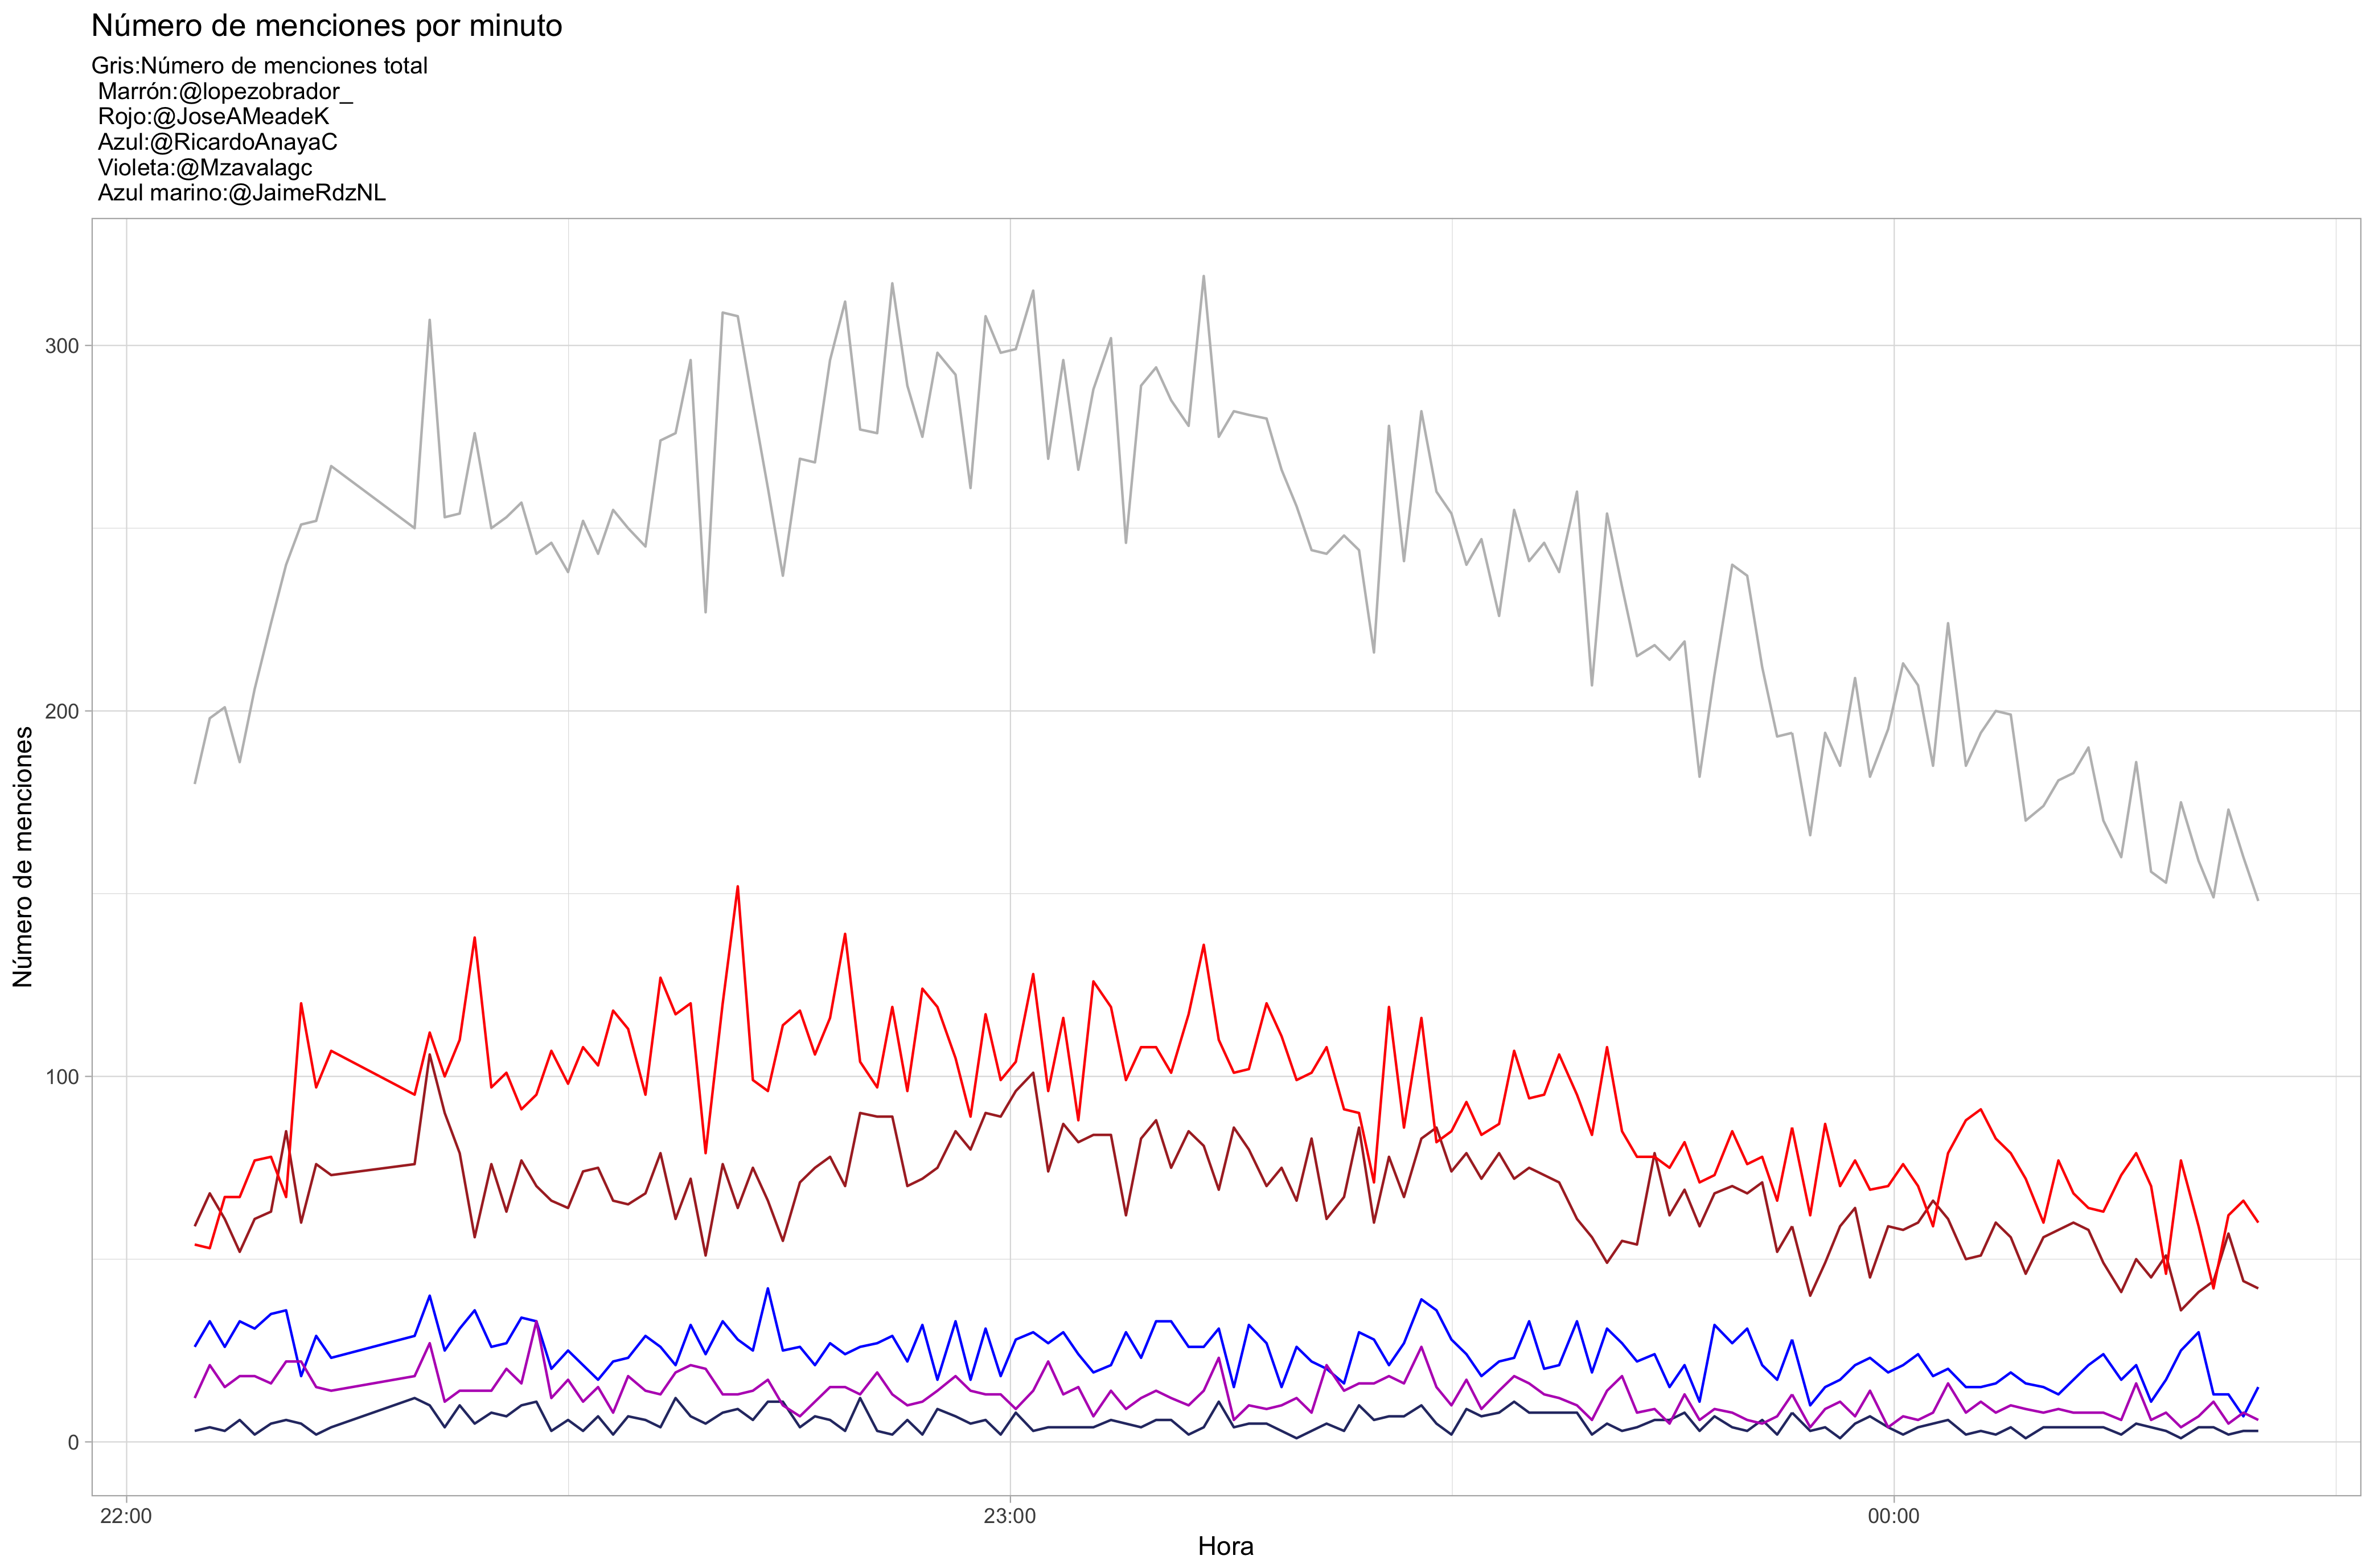 Número de menciones por minuto
Gris:Número de menciones total
Marrón:@lopezobrador_
Rojo:@JoseAMeadeK
Azul:@RicardoAnayaC
Violeta:@Mzavalagc
Azul marino:@JaimeRdzNL
Número de menciones
300
200
100
0
22:00
23:00
00:00
Hora